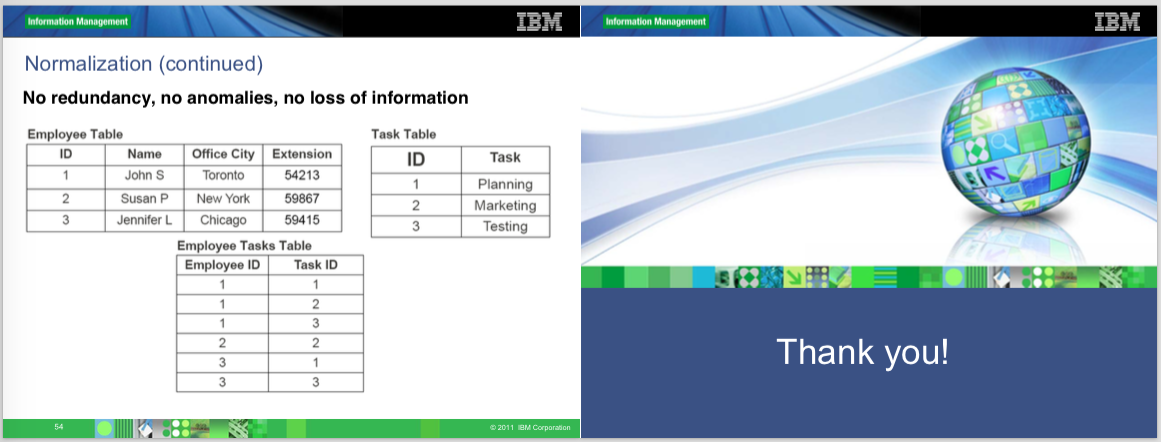 Information Management
IBM
Normalization (continued)
No redundancy, no anomalies, no loss of information
Employee Table
ID Name Office City Extension
1 John S Toronto 54213
2 Susan P New York 59867
3 Jennifer L Chicago 59415
Task Table
ID Task
1 Planning
2 Marketing
3 Testing
Employee Tasks Table
Employee ID Task ID
1 1
1 2
1 3
2 2
3 1
3 3
54
© 2011 IBM Corporation
Information Management
IBM
Thank you!